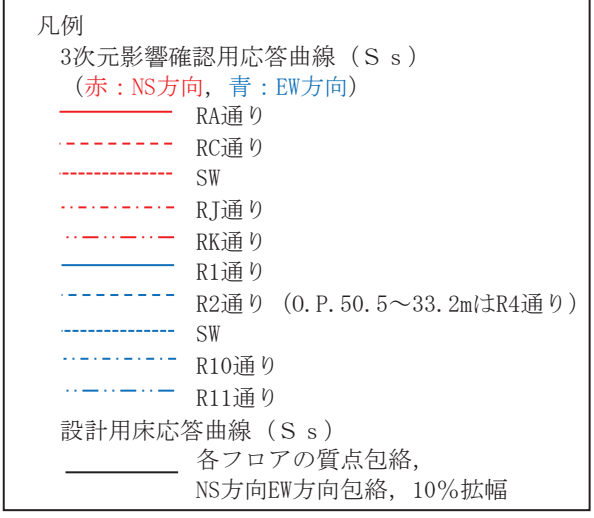 凡例
3次元影響確認用応答曲線(Ss)
(赤:NS方向,青:EW方向)
RA通り
RC通り
SW
RJ通り
RK通り
R1通り
R2通り(O.P.50.5～33.2mはR4通り)
SW
R10通り
R11通り
設計用床応答曲線(Ss)
各フロアの質点包絡,
NS方向EW方向包絡,10%拡幅